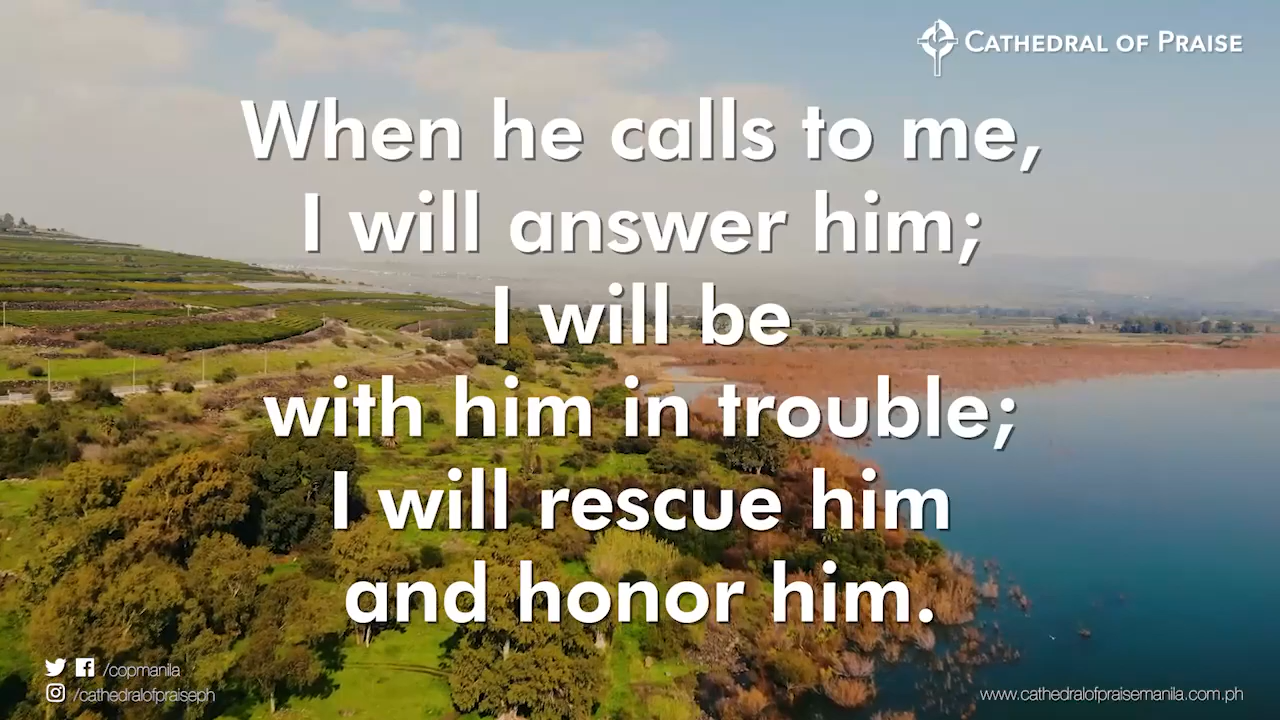 CATHEDRAL OF PRAISE
When he calls to me,
I will answer him;
I will be
with him in trouble;
I will rescue him
and honor him.
/copmanila
/cathedralofpraiseph
www.cathedralofpraisemanila.com.ph